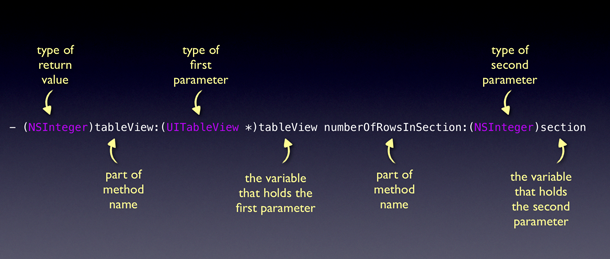 type of
return
value
type of
first
parameter
type of
second
parameter
- (NSInteger)tableView:(UITableView *)tableView numberOfRowsInSection:(NSInteger)section
part of
method
name
the variable
that holds the
first parameter
part of
method
name
the variable
that holds
the second
parameter